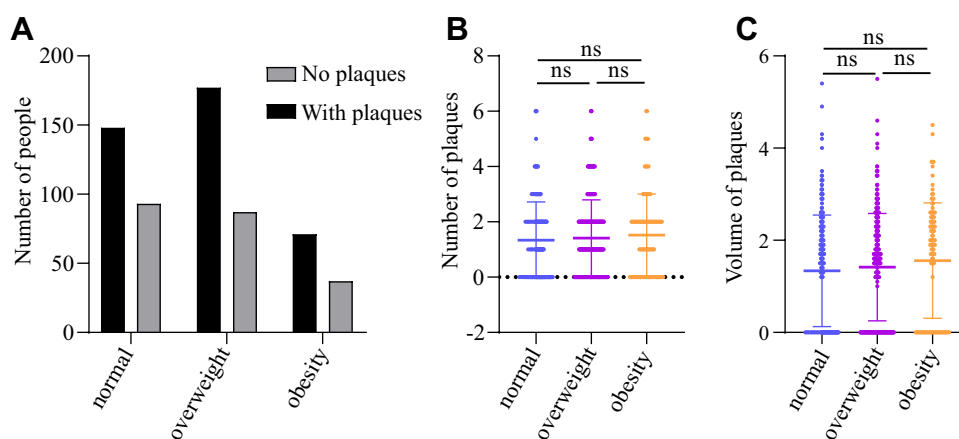 A
Number of people
200
150
100
50
0
No plaques
With plaques
normal
overweight
obesity
B
Number of plaques
8
6
4
2
0
-2
ns
ns
ns
normal
overweight
obesity
C
Volume of plaques
6
4
2
0
ns
ns
ns
normal
overweight
obesity